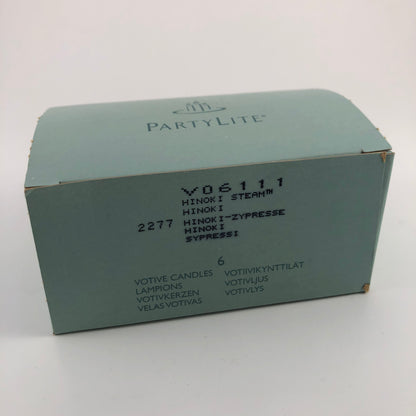 PARTYLITE®
V06111
HINOKI STEAM™
HINOKI
2277 HINOKI-ZYPRESSE
HINOKI
SYPRESSI
6
VOTIVE CANDLES VOTIIVIKYNTTILÄT
LAMPIONS VOTIVLJUS
VOTIVKERZEN VOTIVLYS
VELAS VOTIVAS